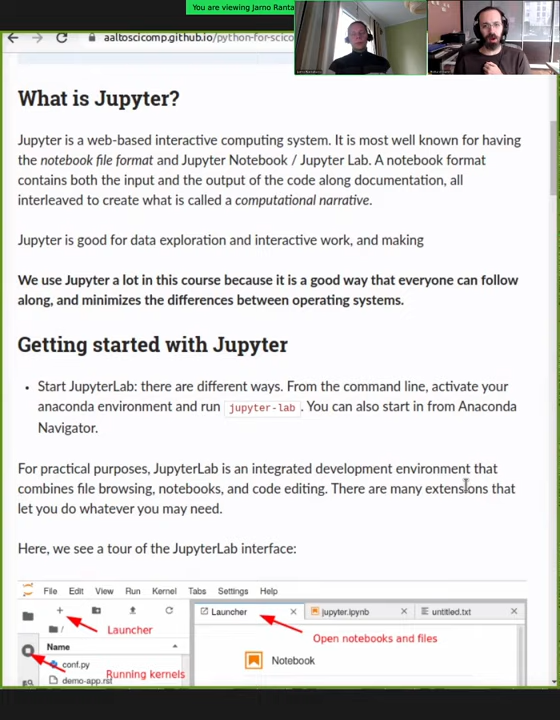 You are viewing Jarno Ranta
aaltoscicomp.github.io/python-for-scico
What is Jupyter?
Jupyter is a web-based interactive computing system. It is most well known for having
the notebook file format and Jupyter Notebook / Jupyter Lab. A notebook format
contains both the input and the output of the code along documentation, all
interleaved to create what is called a computational narrative.
Jupyter is good for data exploration and interactive work, and making
We use Jupyter a lot in this course because it is a good way that everyone can follow
along, and minimizes the differences between operating systems.
Getting started with Jupyter
• Start JupyterLab: there are different ways. From the command line, activate your
anaconda environment and run jupyter-lab . You can also start in from Anaconda
Navigator.
For practical purposes, JupyterLab is an integrated development environment that
combines file browsing, notebooks, and code editing. There are many extensions that
let you do whatever you may need.
Here, we see a tour of the JupyterLab interface:
File Edit View Run Kernel Tabs Settings Help
Launcher jupyter.ipynb untitled.txt
Launcher
Open notebooks and files
/
Name
Notebook
conf.py
Running kernels
demo-app.rst